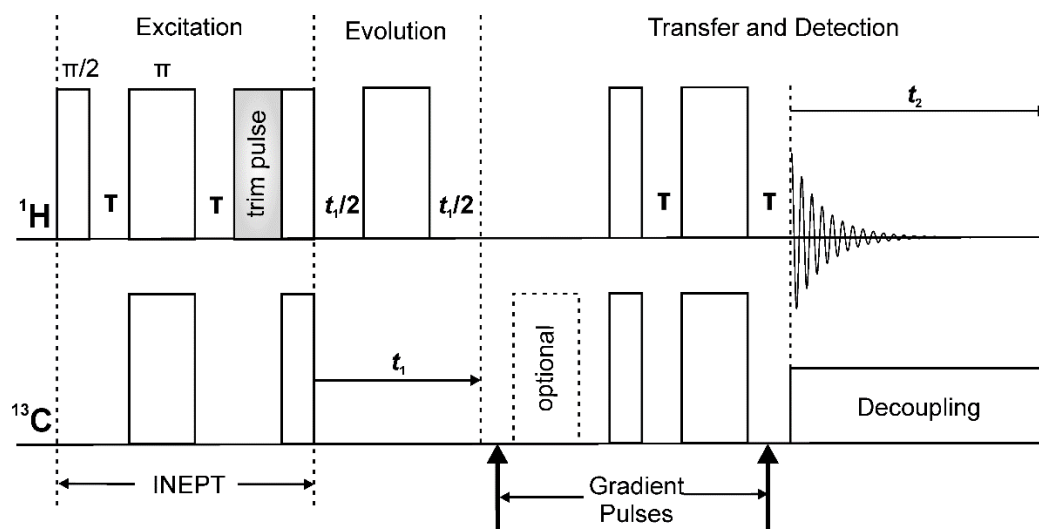 Excitation Evolution Transfer and Detection
π/2 π
t₂
trim pulse
¹H T T t₁/2 t₁/2 T T
optional
t₁
¹³C Decoupling
INEPT Gradient
Pulses